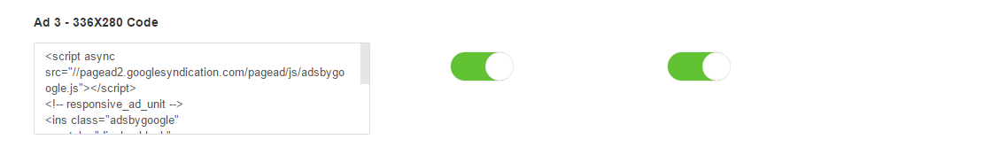 Ad 3 - 336X280 Code
<script async
src="//pagead2.googlesyndication.com/pagead/js/adsbygo
ogle.js"></script>
<!-- responsive_ad_unit -->
<ins class="adsbygoogle"